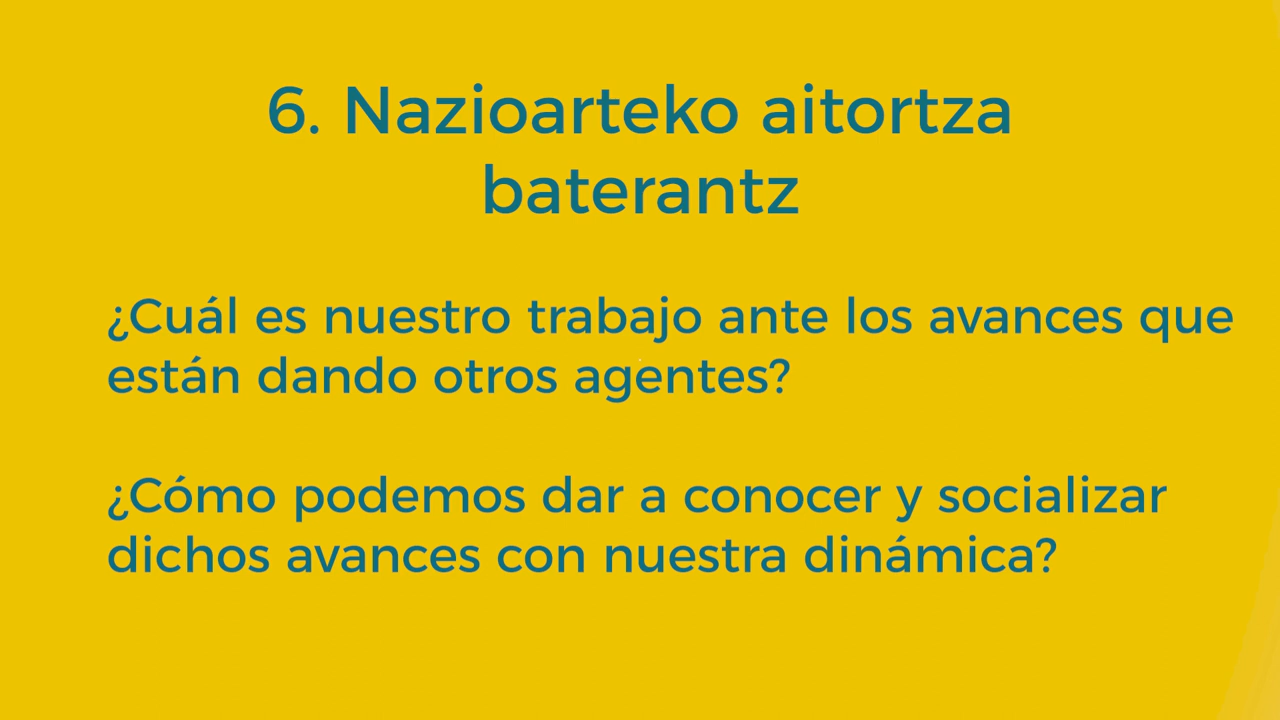 6. Nazioarteko aitortza
baterantz
¿Cuál es nuestro trabajo ante los avances que
están dando otros agentes?
¿Cómo podemos dar a conocer y socializar
dichos avances con nuestra dinámica?